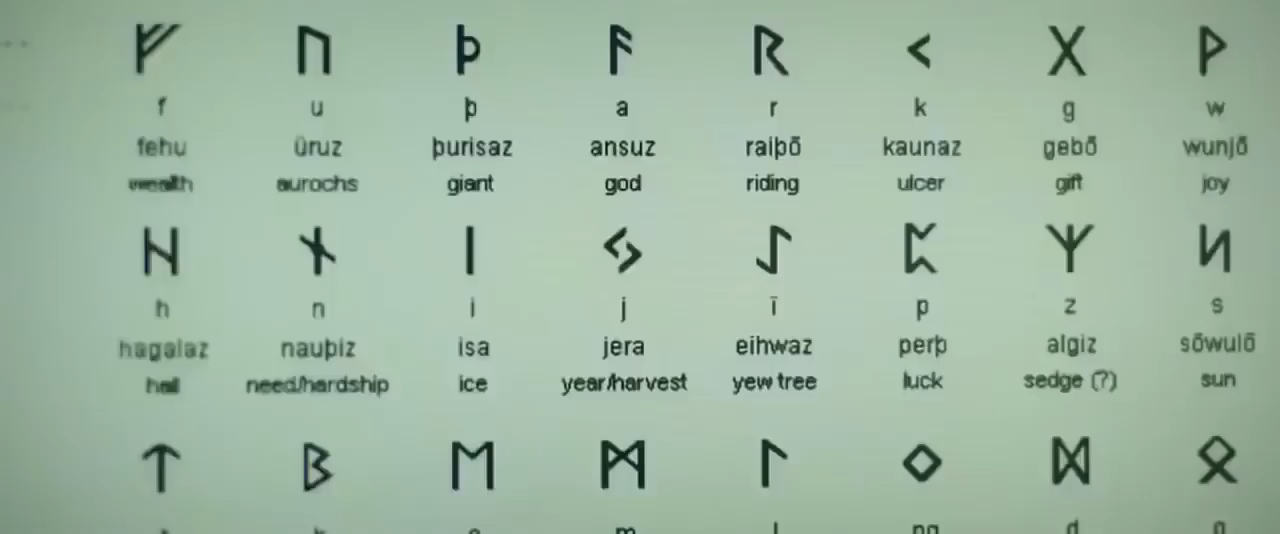 ᚠ ᚢ ᚦ ᚨ ᚱ ᚲ ᚷ ᚹ
f u þ a r k g w
fehu ūruz þurisaz ansuz raiþō kaunaz gebō wunjō
wealth aurochs giant god riding ulcer gift joy
ᚺ ᚾ ᛁ ᛃ ᛇ ᛈ ᛉ ᛋ
h n i j ī p z s
hagalaz nauþiz isa jera eihwaz perþ algiz sōwulō
hail need/hardship ice year/harvest yew tree luck sedge (?) sun
ᛏ ᛒ ᛖ ᛗ ᛚ ᛜ ᛞ ᛟ
m l ng d